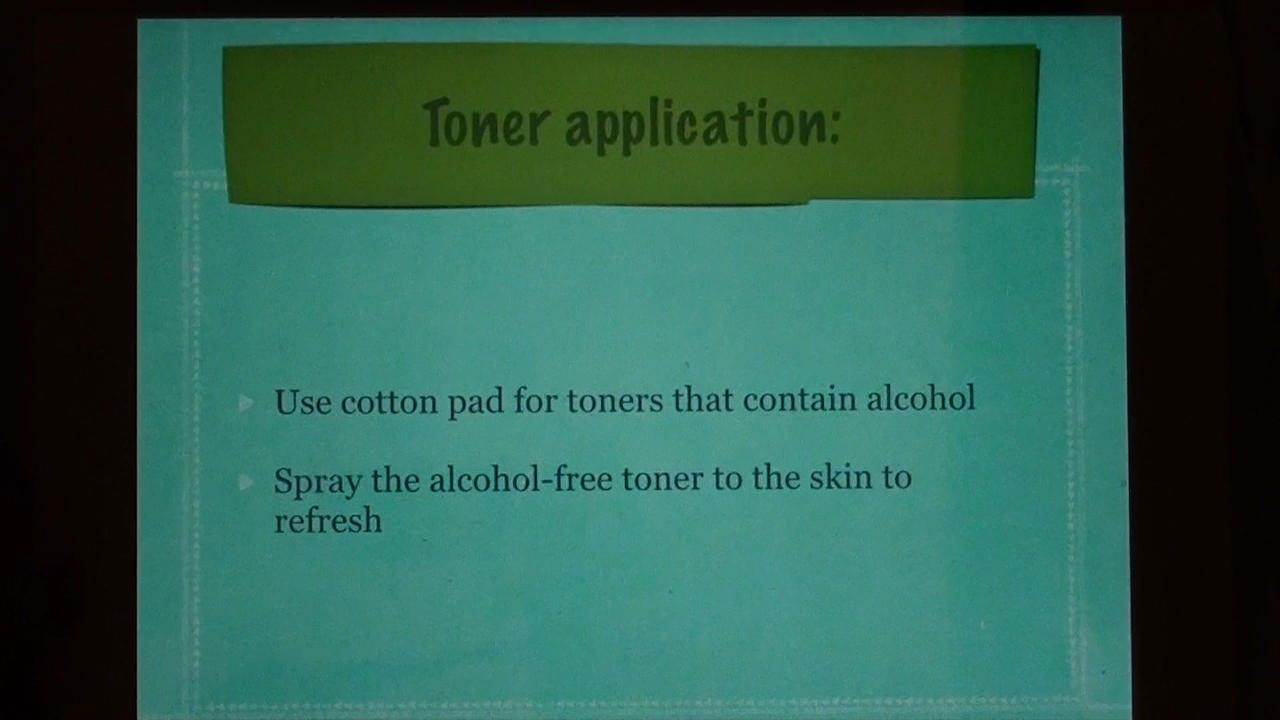 Toner application:
Use cotton pad for toners that contain alcohol
Spray the alcohol-free toner to the skin to
refresh